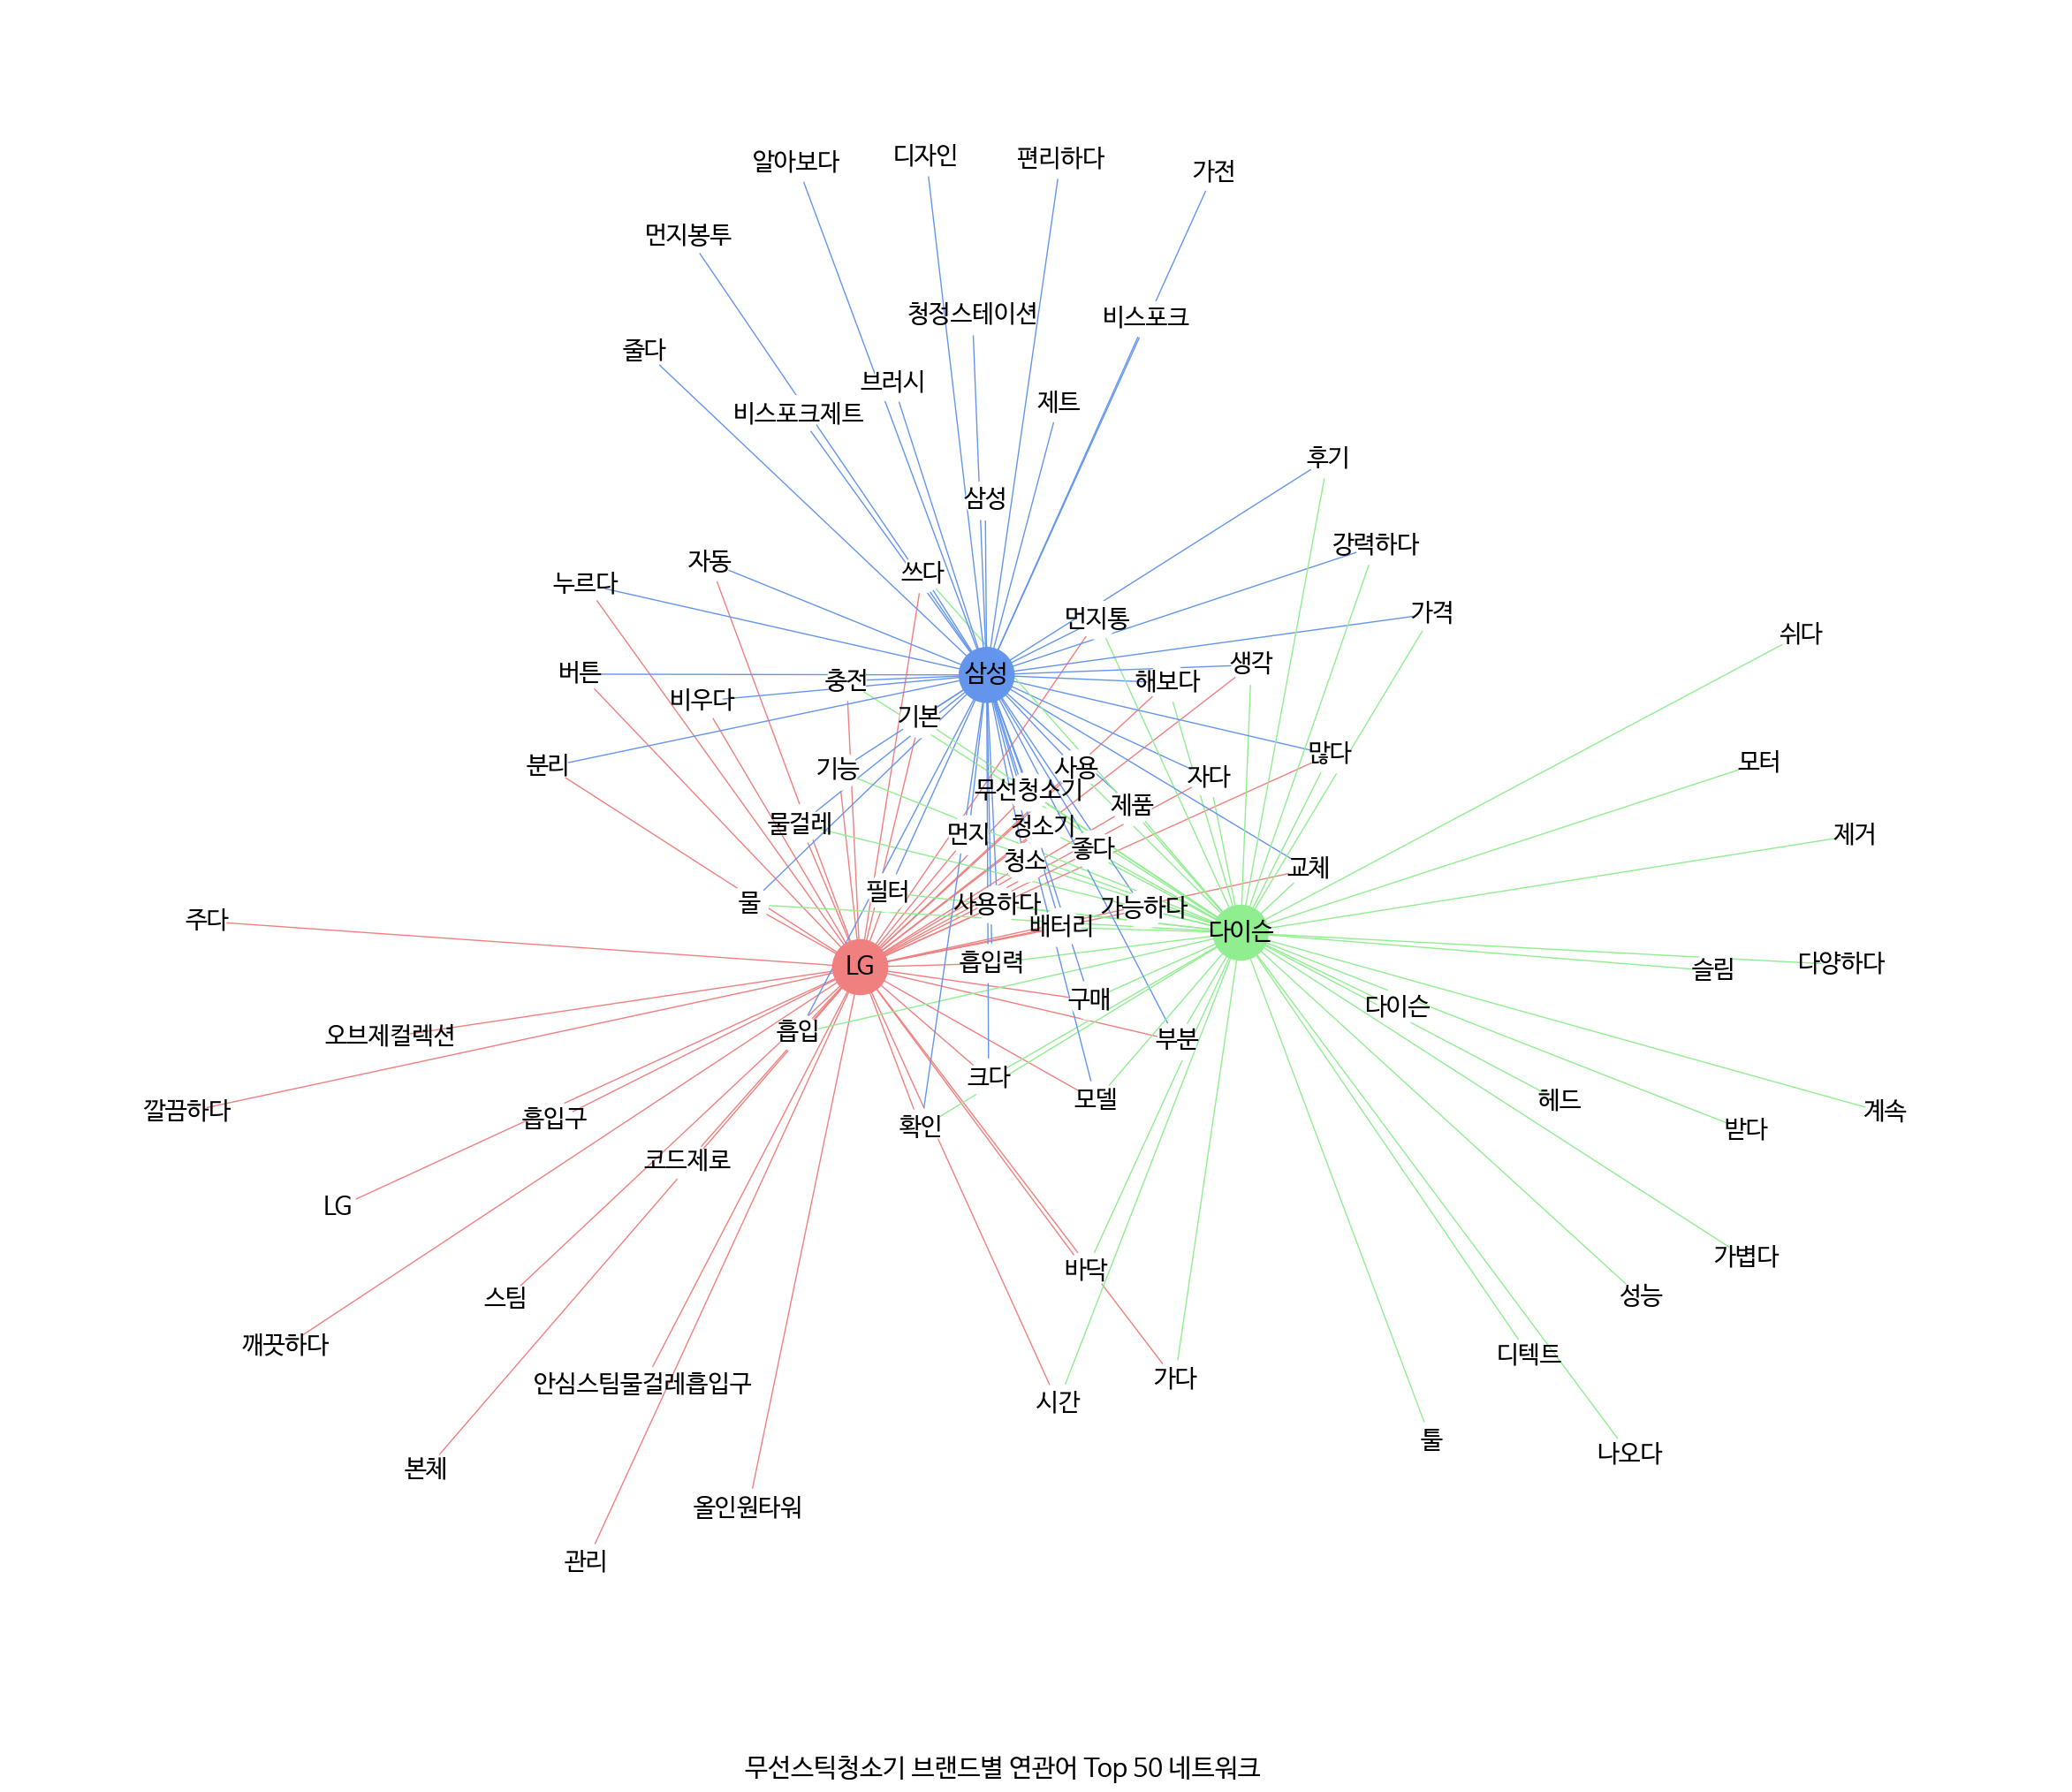 알아보다
디자인
편리하다
가전
먼지봉투
청정스테이션
비스포크
줄다
브러시
제트
비스포크제트
후기
삼성
강력하다
자동
쓰다
누르다
먼지통
가격
쉬다
버튼
삼성
생각
충전
해보다
비우다
기본
분리
기능
사용
많다
모터
자다
무선청소기
제품
물걸레
먼지
청소기
제거
좋다
청소
교체
필터
물
사용하다
가능하다
주다
배터리
다이슨
LG
흡입력
다양하다
슬림
구매
다이슨
오브제컬렉션
흡입
부분
크다
모델
헤드
깔끔하다
흡입구
확인
받다
계속
코드제로
LG
바닥
가볍다
스팀
성능
깨끗하다
디텍트
안심스팀물걸레흡입구
가다
시간
툴
나오다
본체
올인원타워
관리
무선스틱청소기 브랜드별 연관어 Top 50 네트워크